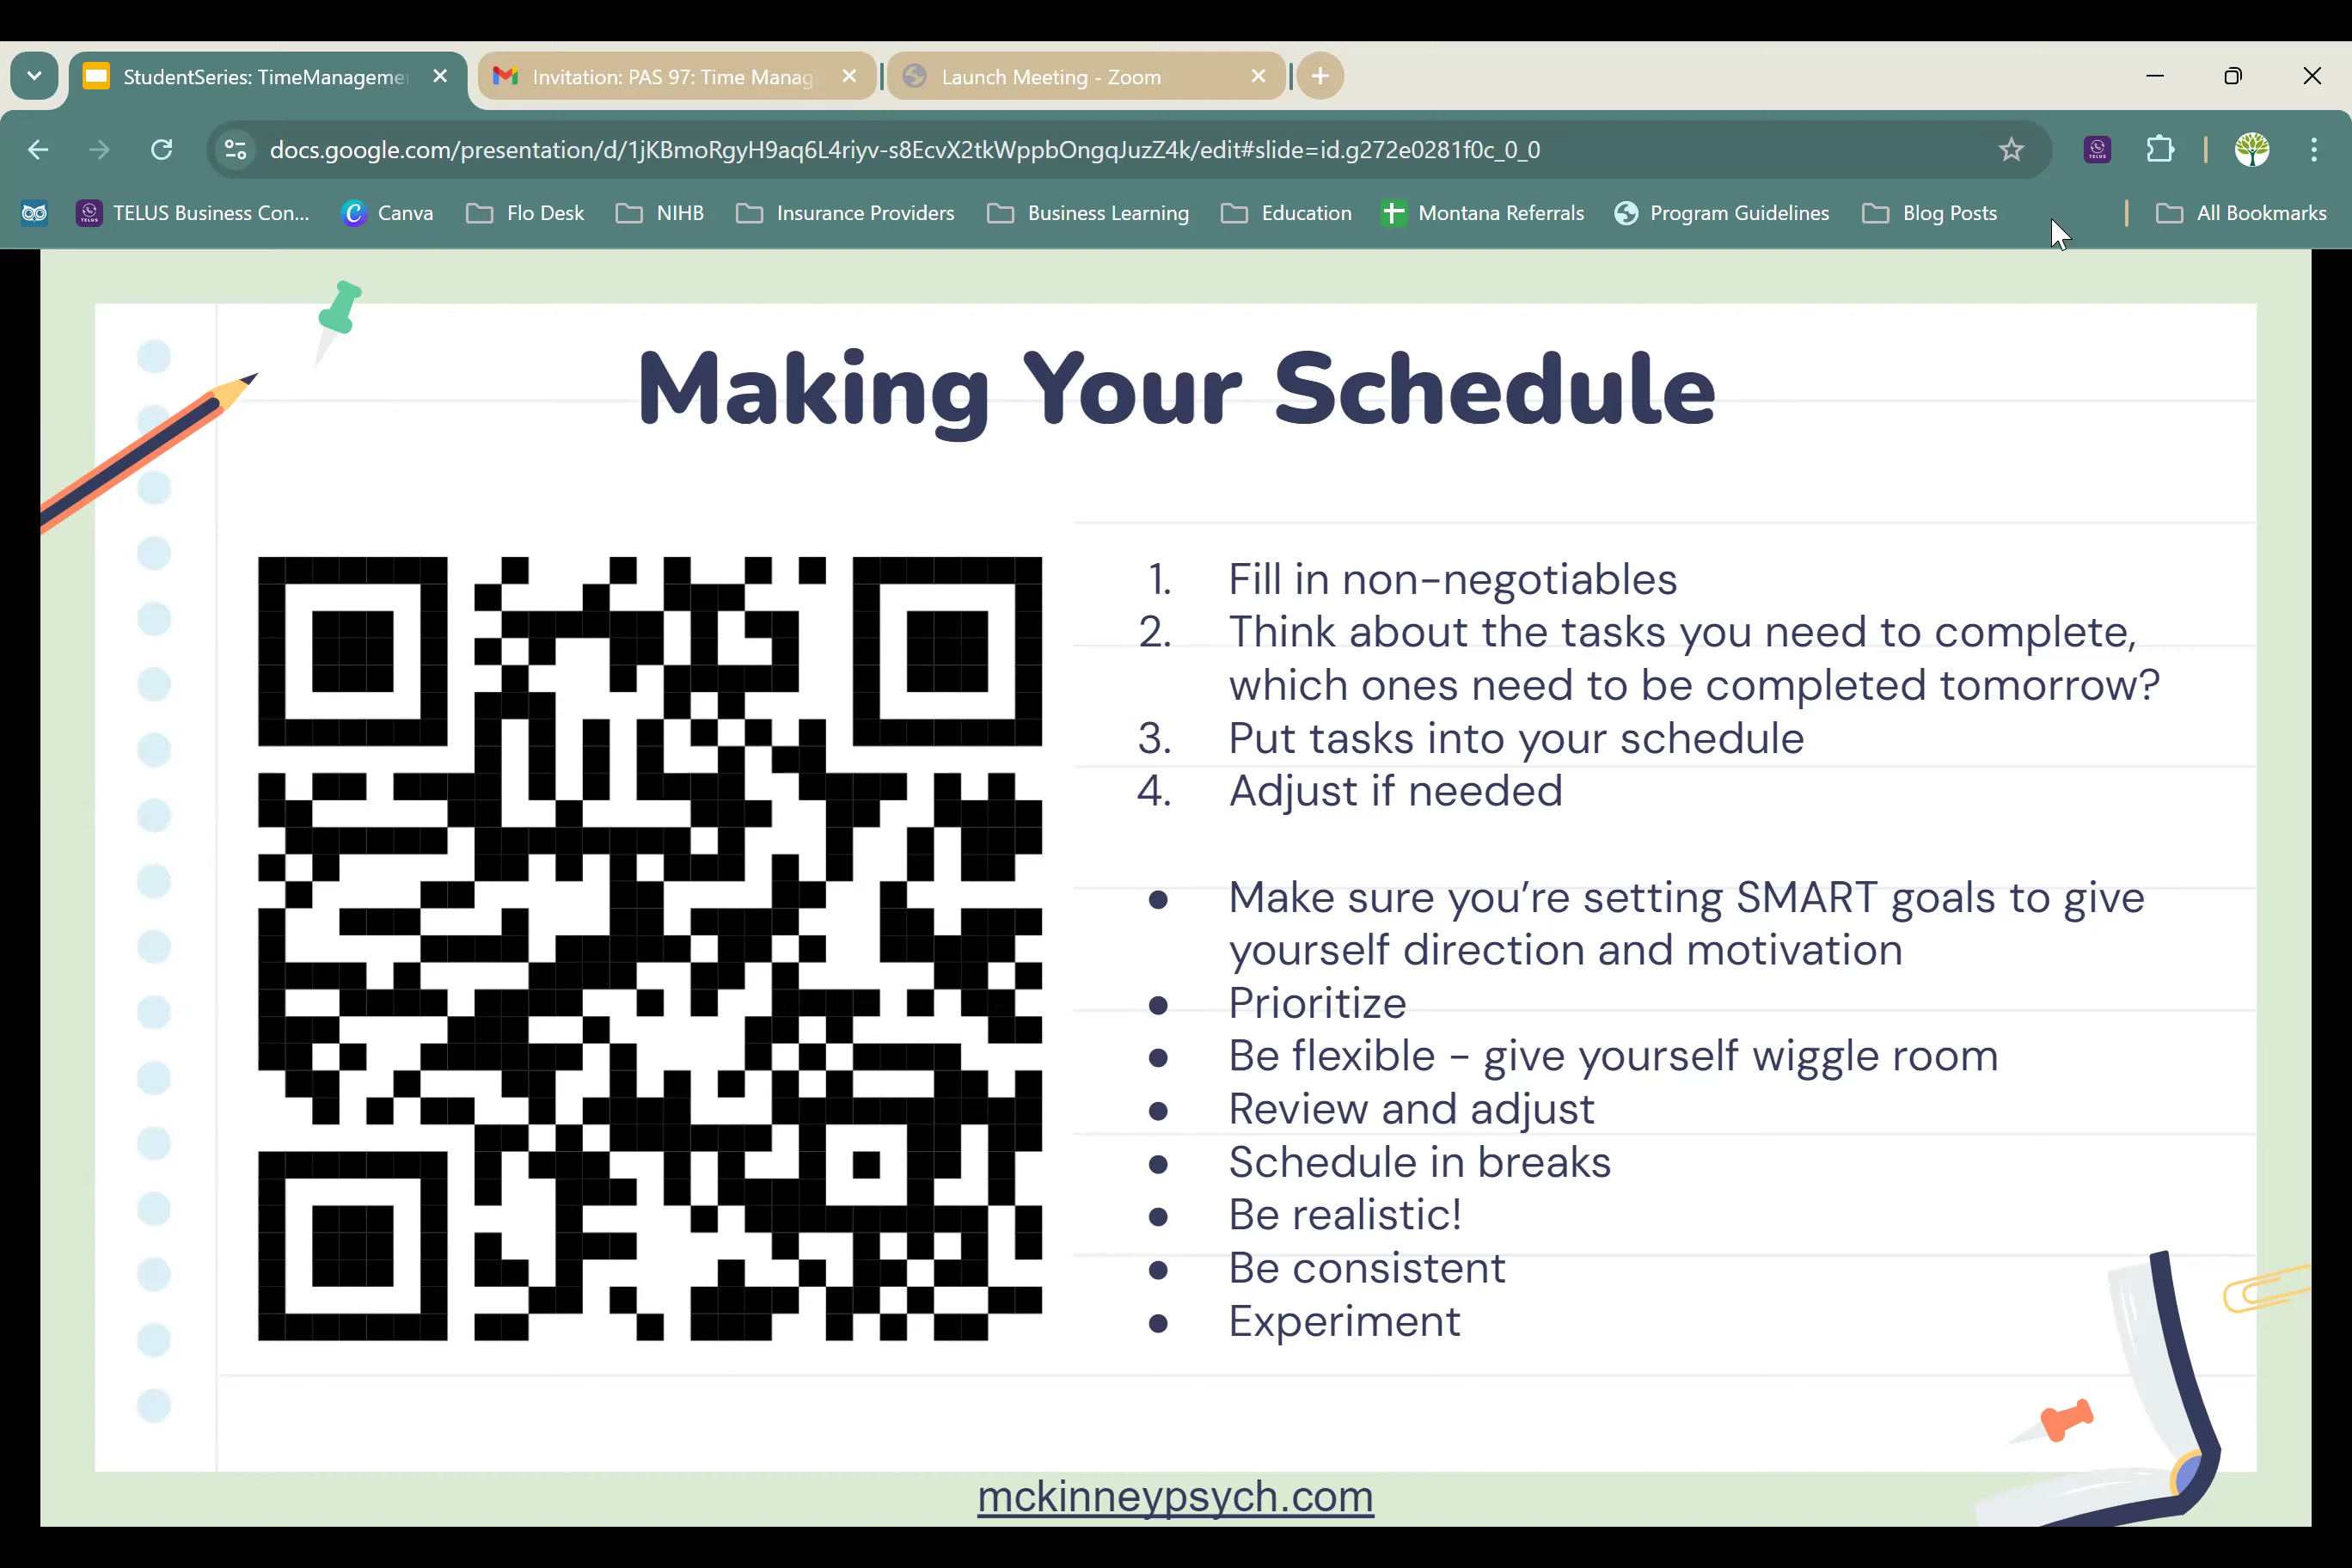 StudentSeries: TimeManagemen
Invitation: PAS 97: Time Manag
Launch Meeting - Zoom
docs.google.com/presentation/d/1jKBmoRgyH9aq6L4riyv-s8EcvX2tkWppbOngqJuzZ4k/edit#slide=id.g272e0281f0c_0_0
TELUS
TELUS Business Con...
Canva
Flo Desk
NIHB
Insurance Providers
Business Learning
Education
Montana Referrals
Program Guidelines
Blog Posts
All Bookmarks
Making Your Schedule
1. Fill in non-negotiables
2. Think about the tasks you need to complete,
which ones need to be completed tomorrow?
3. Put tasks into your schedule
4. Adjust if needed
● Make sure you're setting SMART goals to give
yourself direction and motivation
● Prioritize
● Be flexible - give yourself wiggle room
● Review and adjust
● Schedule in breaks
● Be realistic!
● Be consistent
● Experiment
mckinneypsych.com